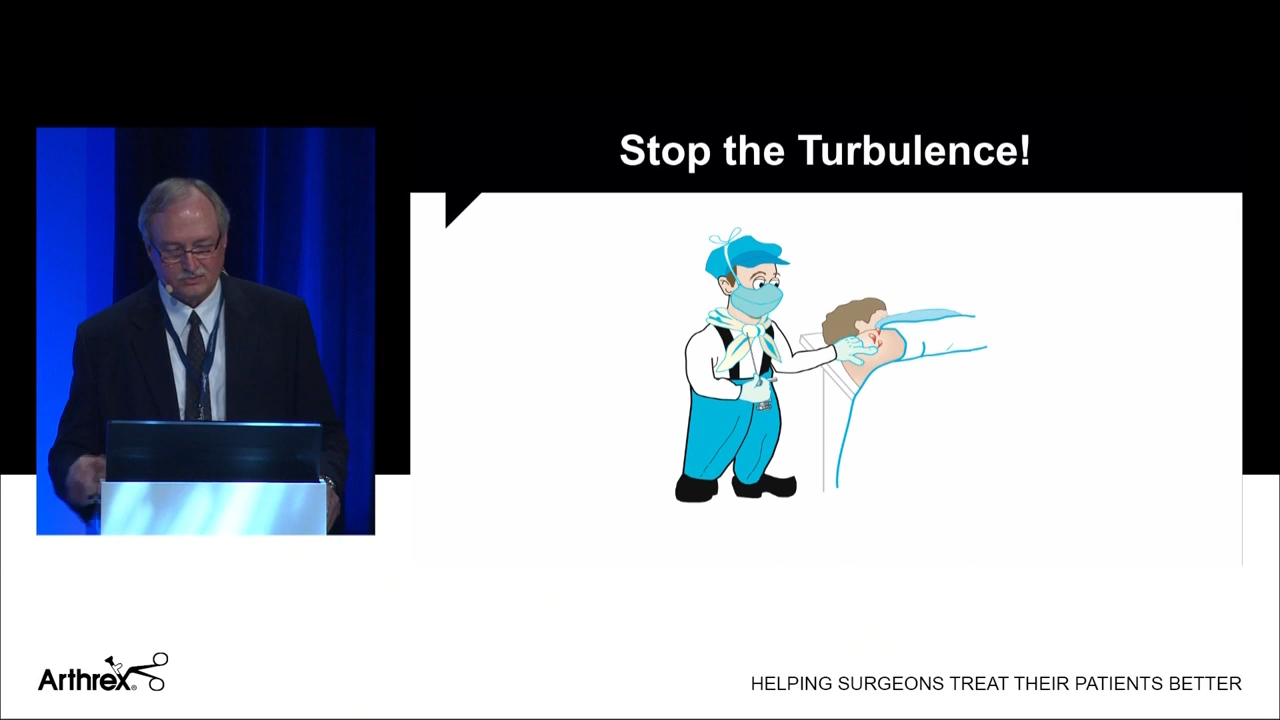 Stop the Turbulence!
Arthrex®
HELPING SURGEONS TREAT THEIR PATIENTS BETTER